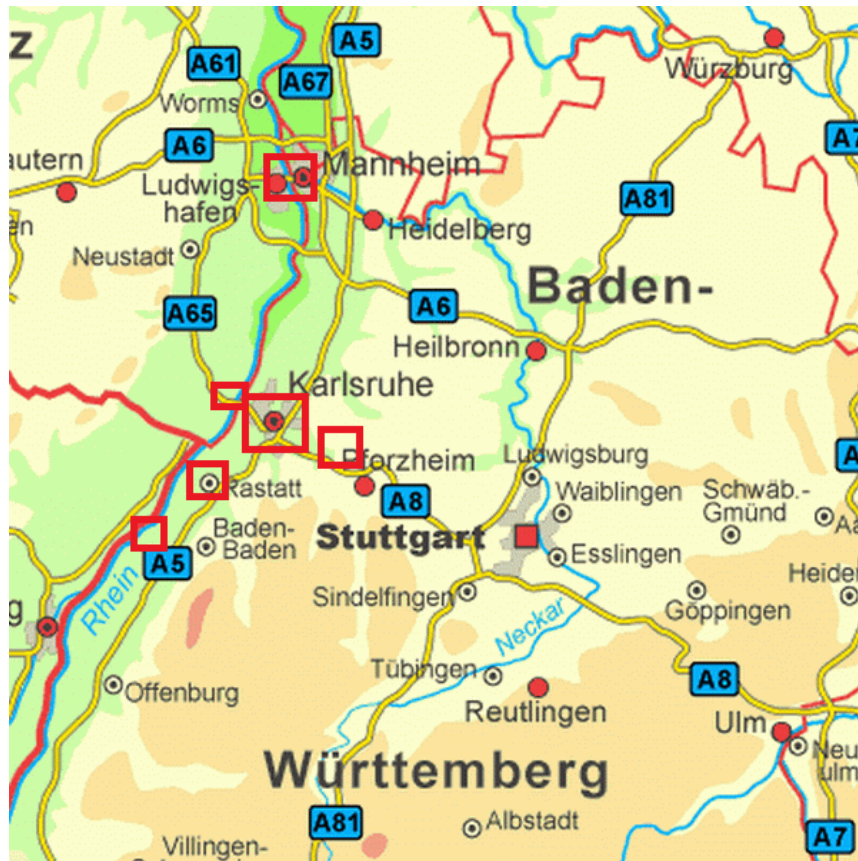 z
A61
A5
A67
Würzburg
Worms
A6
A7
autern
Mannheim
Ludwigs-
hafen
A81
en
Heidelberg
Neustadt
Baden-
A65
A6
Heilbronn
Karlsruhe
Pforzheim
Ludwigsburg
A
Rastatt
A8
Waiblingen
Schwäb.-
Gmünd
Aa
Baden-
Baden
Stuttgart
A5
Esslingen
Heiden
Rhein
Sindelfingen
Göppingen
g
Neckar
Tübingen
A8
Offenburg
Reutlingen
Ulm
Neu
ulm
Württemberg
A81
Albstadt
A7
Villingen-